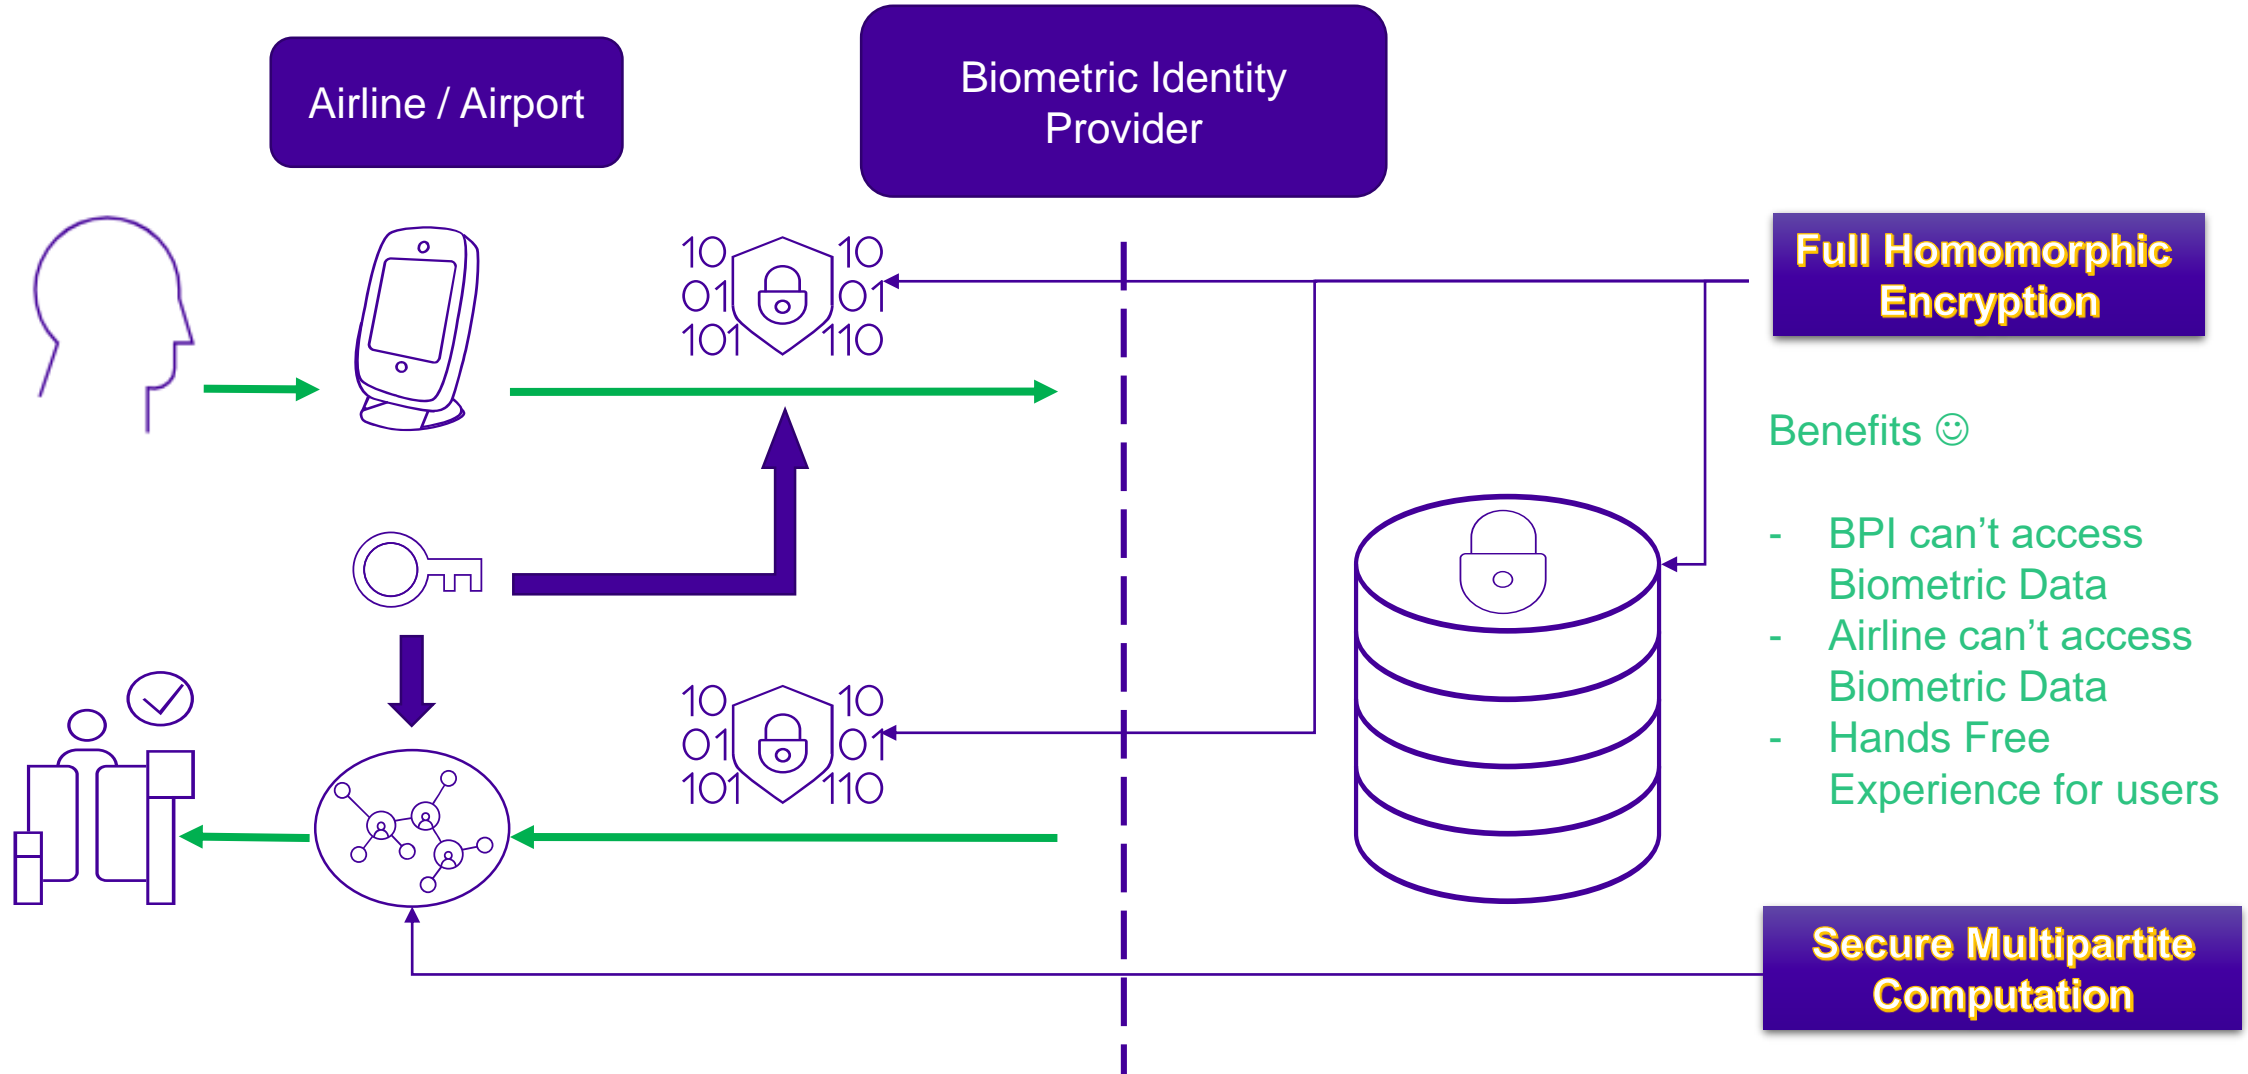 Airline / Airport
Biometric Identity
Provider
10 10
01 01
101 110
Full Homomorphic
Encryption
Benefits ☺
- BPI can’t access
Biometric Data
- Airline can’t access
Biometric Data
- Hands Free
Experience for users
10 10
01 01
101 110
Secure Multipartite
Computation